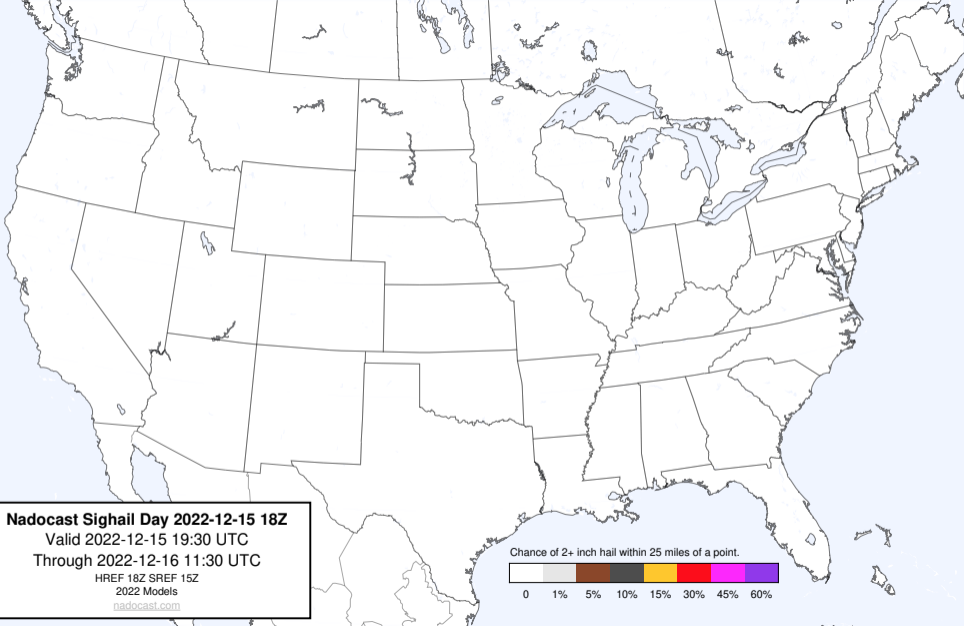 Nadocast Sighail Day 2022-12-15 18Z
Valid 2022-12-15 19:30 UTC
Through 2022-12-16 11:30 UTC
HREF 18Z SREF 15Z
2022 Models
nadocast.com
Chance of 2+ inch hail within 25 miles of a point.
0 1% 5% 10% 15% 30% 45% 60%